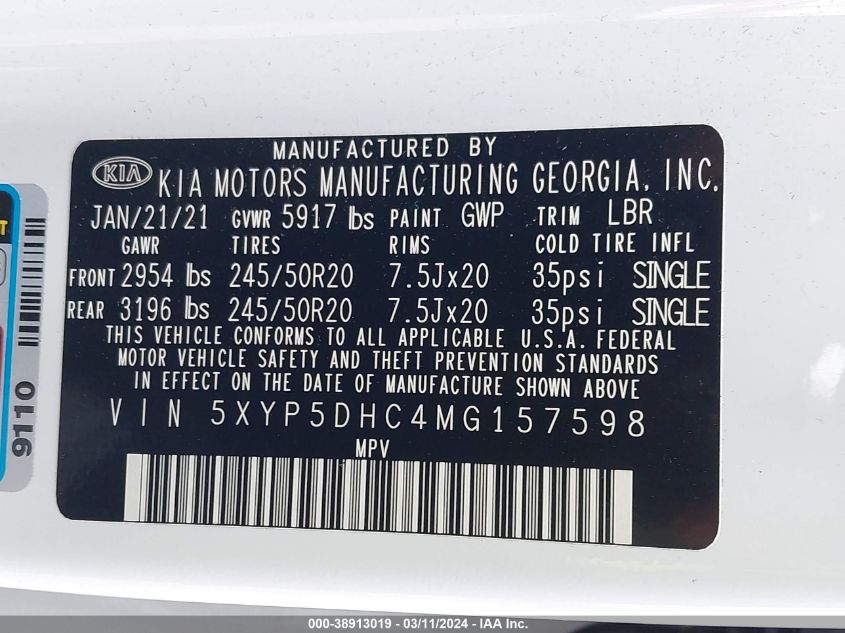 MANUFACTURED BY
KIA KIA MOTORS MANUFACTURING GEORGIA, INC.
JAN/21/21 GVWR 5917 lbs PAINT GWP TRIM LBR
GAWR TIRES RIMS COLD TIRE INFL
FRONT 2954 lbs 245/50R20 7.5Jx20 35psi SINGLE
REAR 3196 lbs 245/50R20 7.5Jx20 35psi SINGLE
THIS VEHICLE CONFORMS TO ALL APPLICABLE U.S.A. FEDERAL
MOTOR VEHICLE SAFETY AND THEFT PREVENTION STANDARDS
IN EFFECT ON THE DATE OF MANUFACTURE SHOWN ABOVE
VIN 5XYP5DHC4MG157598
MPV
9110
000-38913019 - 03/11/2024 - IAA Inc.